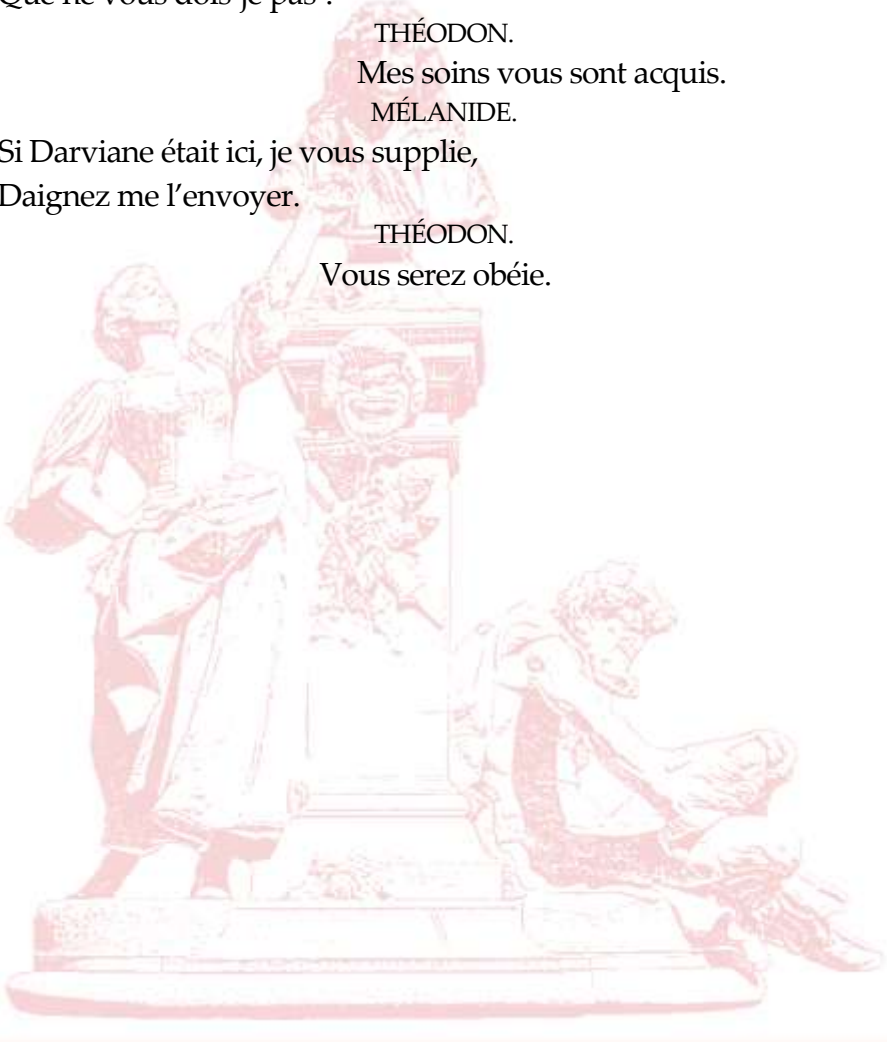 Que ne vous dois-je pas !
THÉODON.
Mes soins vous sont acquis.
MÉLANIDE.
Si Darviane était ici, je vous supplie,
Daignez me l’envoyer.
THÉODON.
Vous serez obéie.